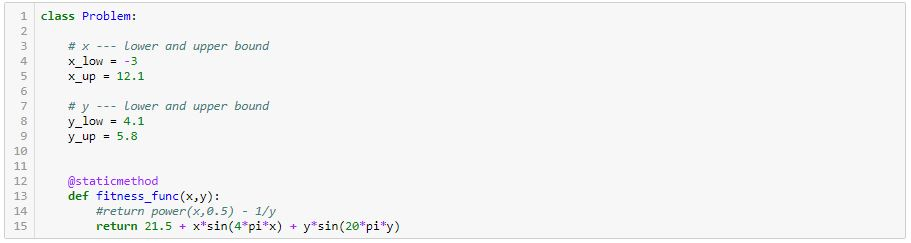 1 class Problem:
2
3 # x --- lower and upper bound
4 x_low = -3
5 x_up = 12.1
6
7 # y --- lower and upper bound
8 y_low = 4.1
9 y_up = 5.8
10
11
12 @staticmethod
13 def fitness_func(x,y):
14 #return power(x,0.5) - 1/y
15 return 21.5 + x*sin(4*pi*x) + y*sin(20*pi*y)